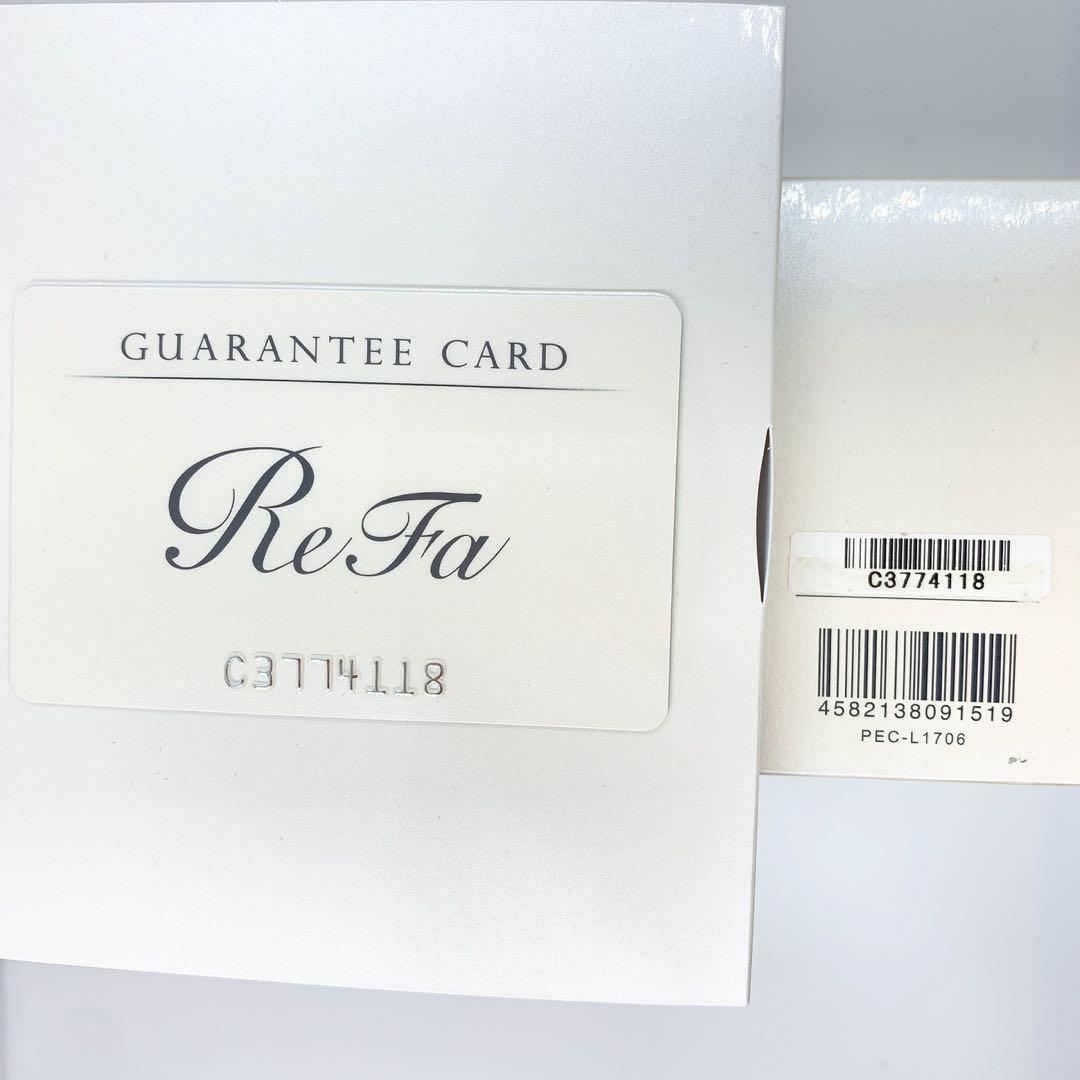 GUARANTEE CARD
ReFa
C3774118
C3774118
4582138091519
PEC-L1706